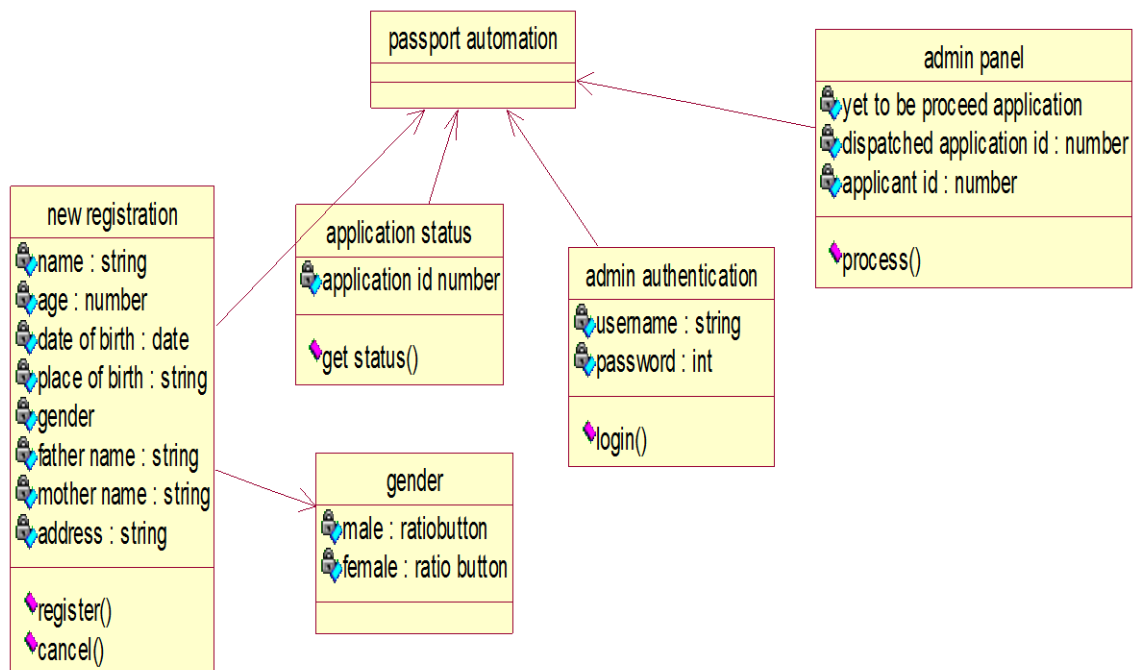 passport automation
admin panel
yet to be proceed application
dispatched application id : number
applicant id : number
process()
new registration
name : string
age : number
date of birth : date
place of birth : string
gender
father name : string
mother name : string
address : string
register()
cancel()
application status
application id number
get status()
admin authentication
username : string
password : int
login()
gender
male : ratiobutton
female : ratio button